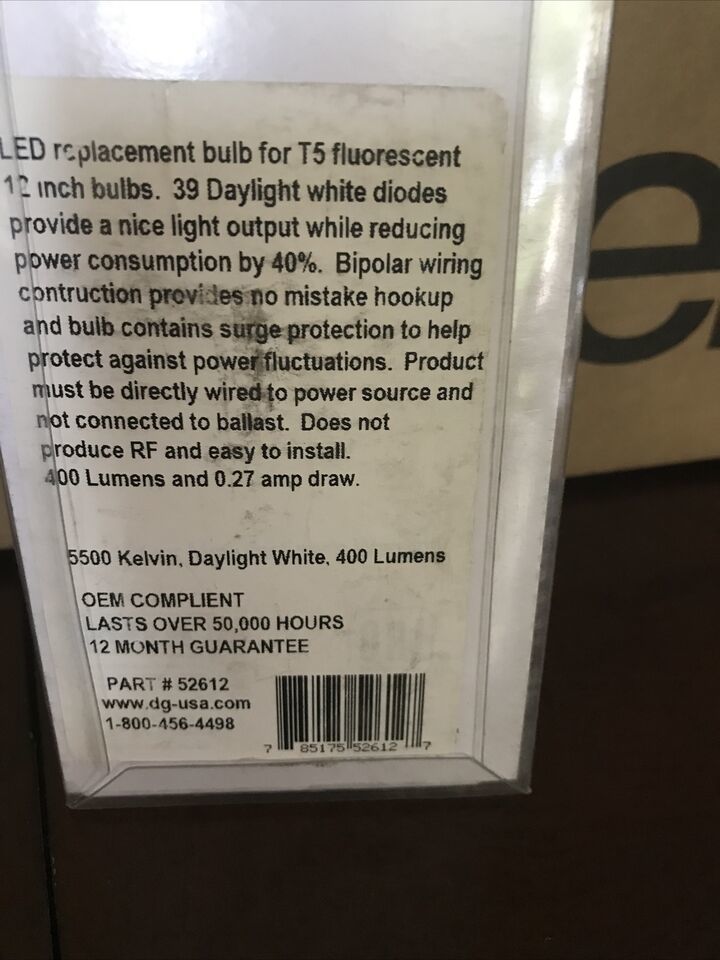 LED replacement bulb for T5 fluorescent
12 inch bulbs. 39 Daylight white diodes
provide a nice light output while reducing
power consumption by 40%. Bipolar wiring
contruction provides no mistake hookup
and bulb contains surge protection to help
protect against power fluctuations. Product
must be directly wired to power source and
not connected to ballast. Does not
produce RF and easy to install.
400 Lumens and 0.27 amp draw.
5500 Kelvin, Daylight White, 400 Lumens
OEM COMPLIENT
LASTS OVER 50,000 HOURS
12 MONTH GUARANTEE
PART # 52612
www.dg-usa.com
1-800-456-4498
7 85175 52612 7